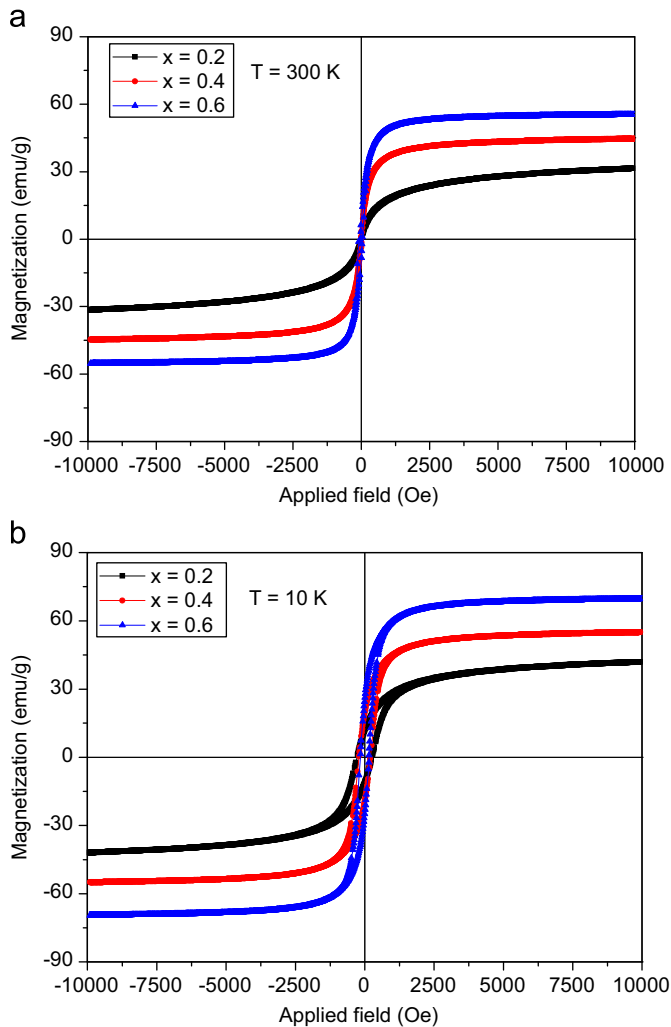 a
90
60
30
0
-30
-60
-90
Magnetization (emu/g)
x = 0.2
x = 0.4
x = 0.6
T = 300 K
-10000 -7500 -5000 -2500 0 2500 5000 7500 10000
Applied field (Oe)
b
90
60
30
0
-30
-60
-90
Magnetization (emu/g)
x = 0.2
x = 0.4
x = 0.6
T = 10 K
-10000 -7500 -5000 -2500 0 2500 5000 7500 10000
Applied field (Oe)